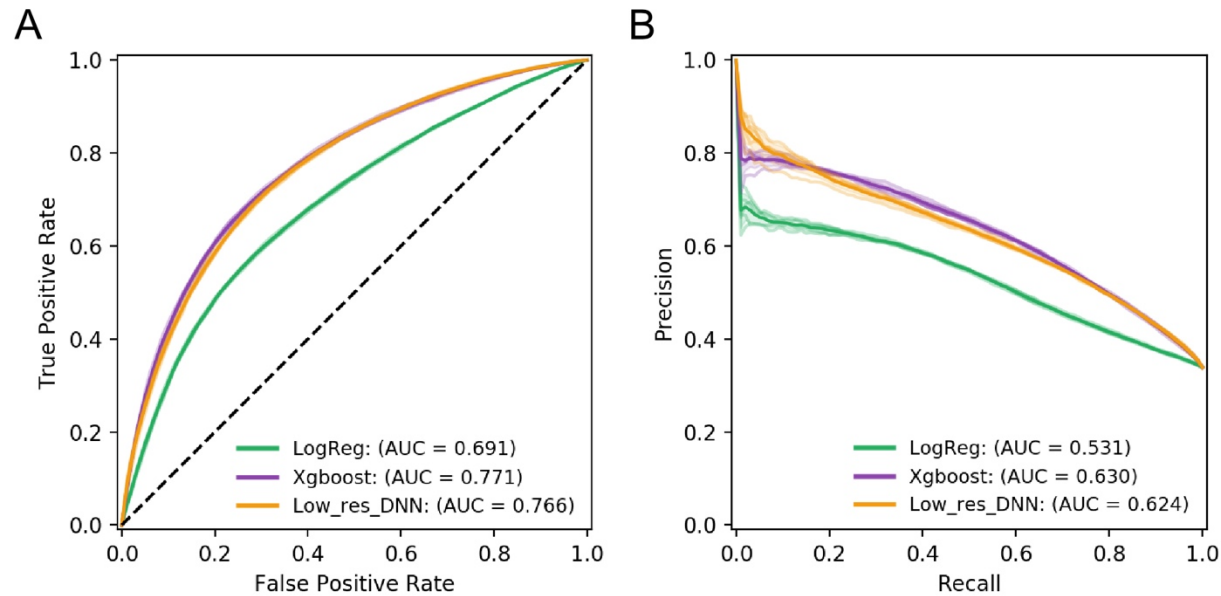 A
1.0
0.8
0.6
0.4
0.2
0.0
True Positive Rate
LogReg: (AUC = 0.691)
Xgboost: (AUC = 0.771)
Low_res_DNN: (AUC = 0.766)
0.0 0.2 0.4 0.6 0.8 1.0
False Positive Rate
B
1.0
0.8
0.6
0.4
0.2
0.0
Precision
LogReg: (AUC = 0.531)
Xgboost: (AUC = 0.630)
Low_res_DNN: (AUC = 0.624)
0.0 0.2 0.4 0.6 0.8 1.0
Recall